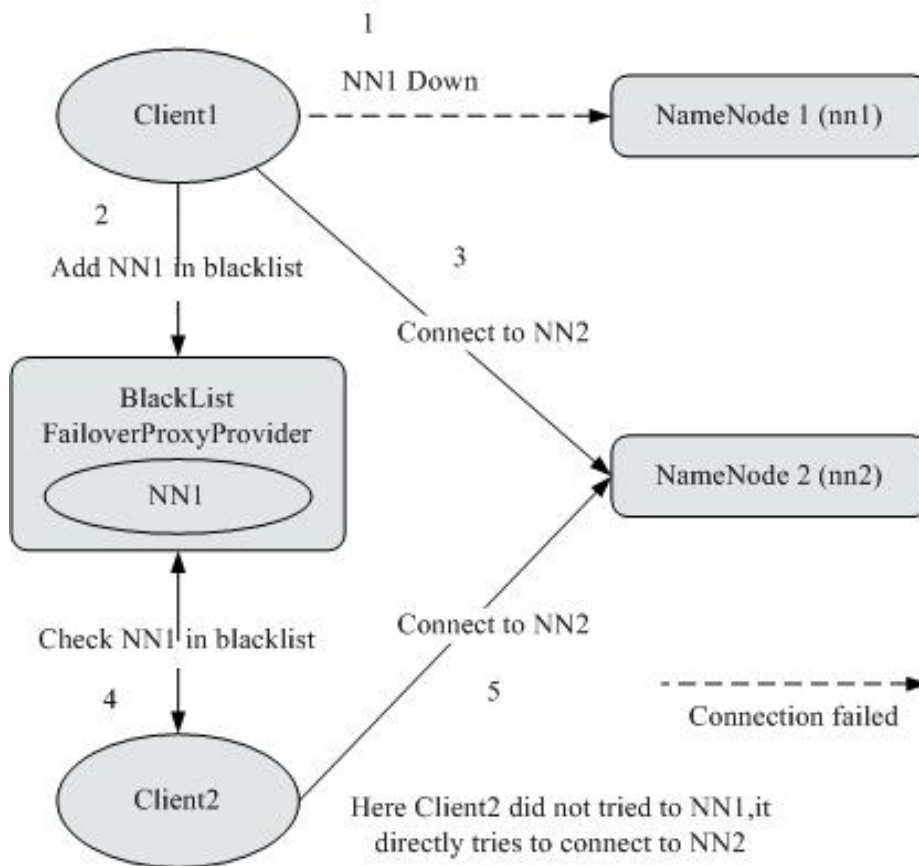 1
NN1 Down
Client1
NameNode 1 (nn1)
2
Add NN1 in blacklist
3
Connect to NN2
BlackList
FailoverProxyProvider
NN1
NameNode 2 (nn2)
Check NN1 in blacklist
Connect to NN2
4
5
Connection failed
Client2
Here Client2 did not tried to NN1,it
directly tries to connect to NN2